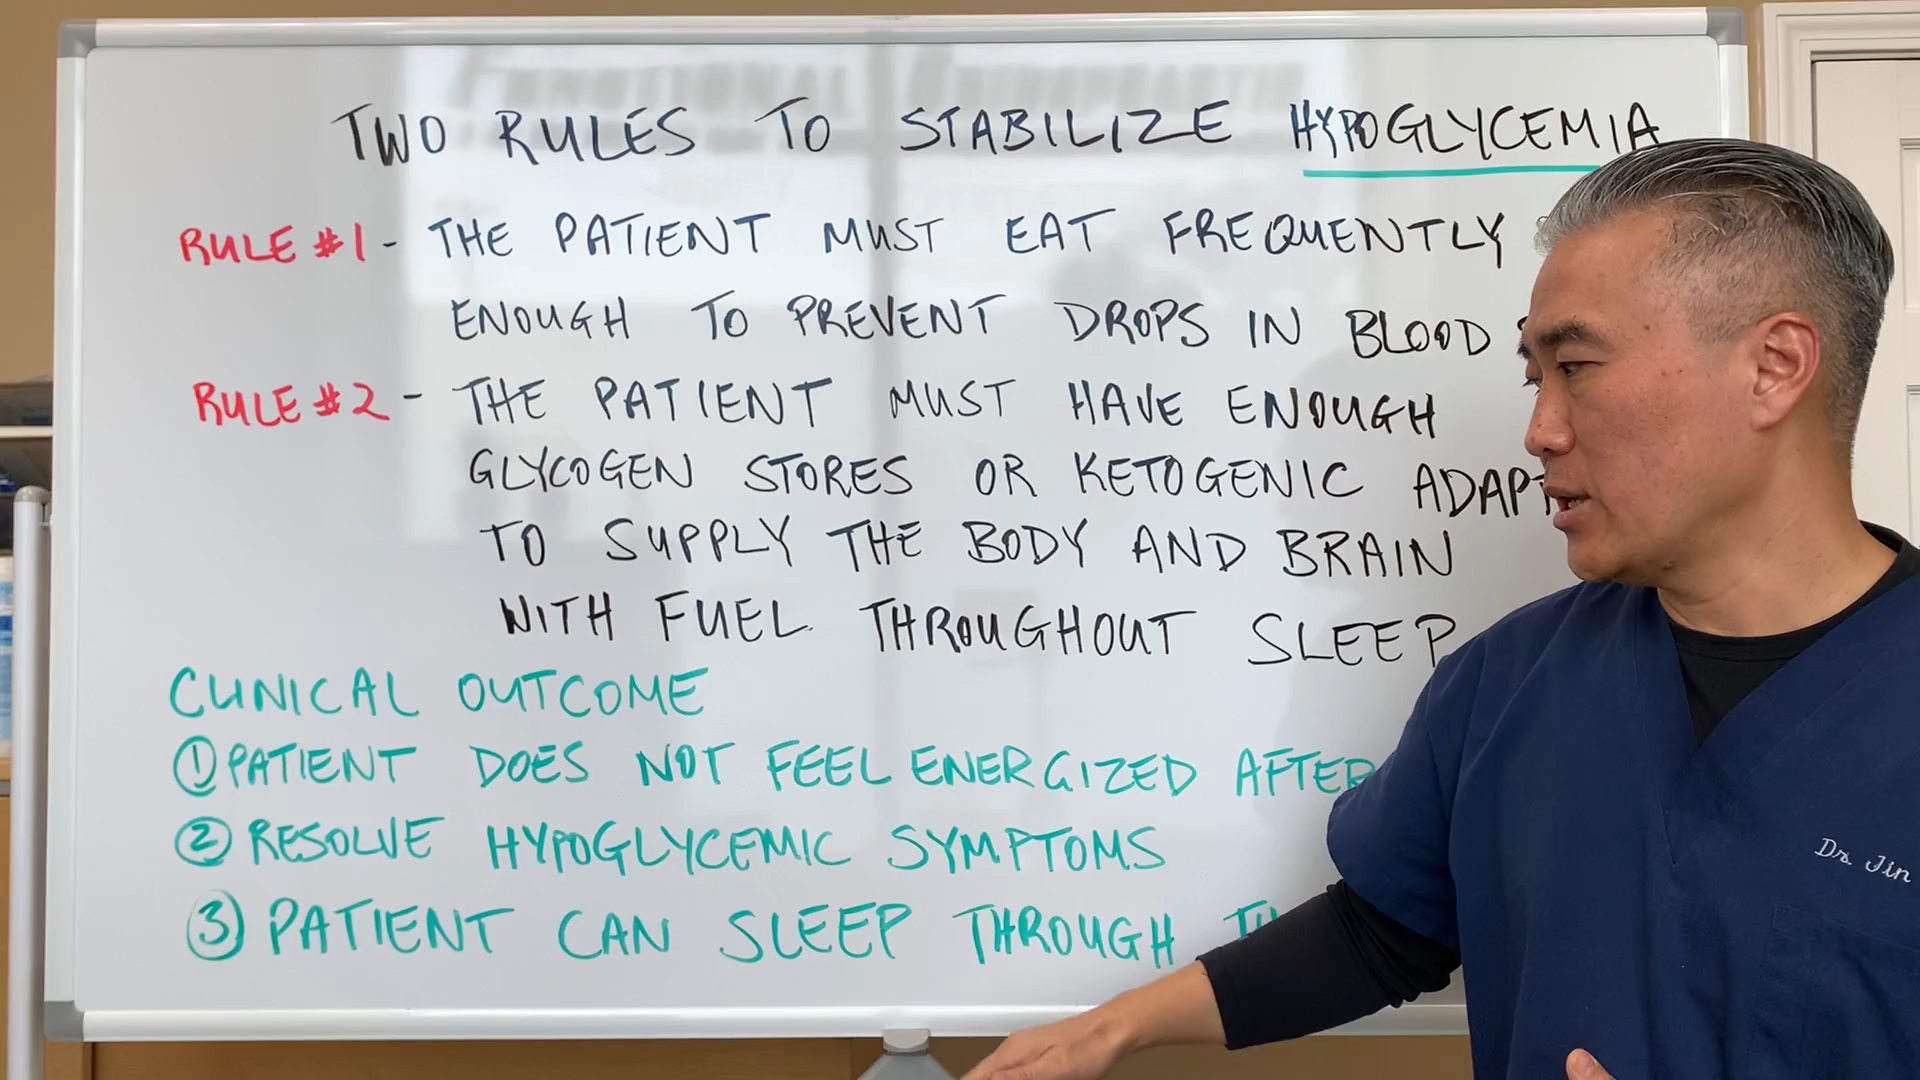 TWO RULES TO STABILIZE HYPOGLYCEMIA
RULE #1 - THE PATIENT MUST EAT FREQUENTLY
ENOUGH TO PREVENT DROPS IN BLOOD
RULE #2 - THE PATIENT MUST HAVE ENOUGH
GLYCOGEN STORES OR KETOGENIC
TO SUPPLY THE BODY AND BRAIN
WITH FUEL THROUGHOUT SLEEP
CLINICAL OUTCOME
① PATIENT DOES NOT FEEL ENERGIZED AFTER
② RESOLVE HYPOGLYCEMIC SYMPTOMS
③ PATIENT CAN SLEEP THROUGH
Dr. Jin